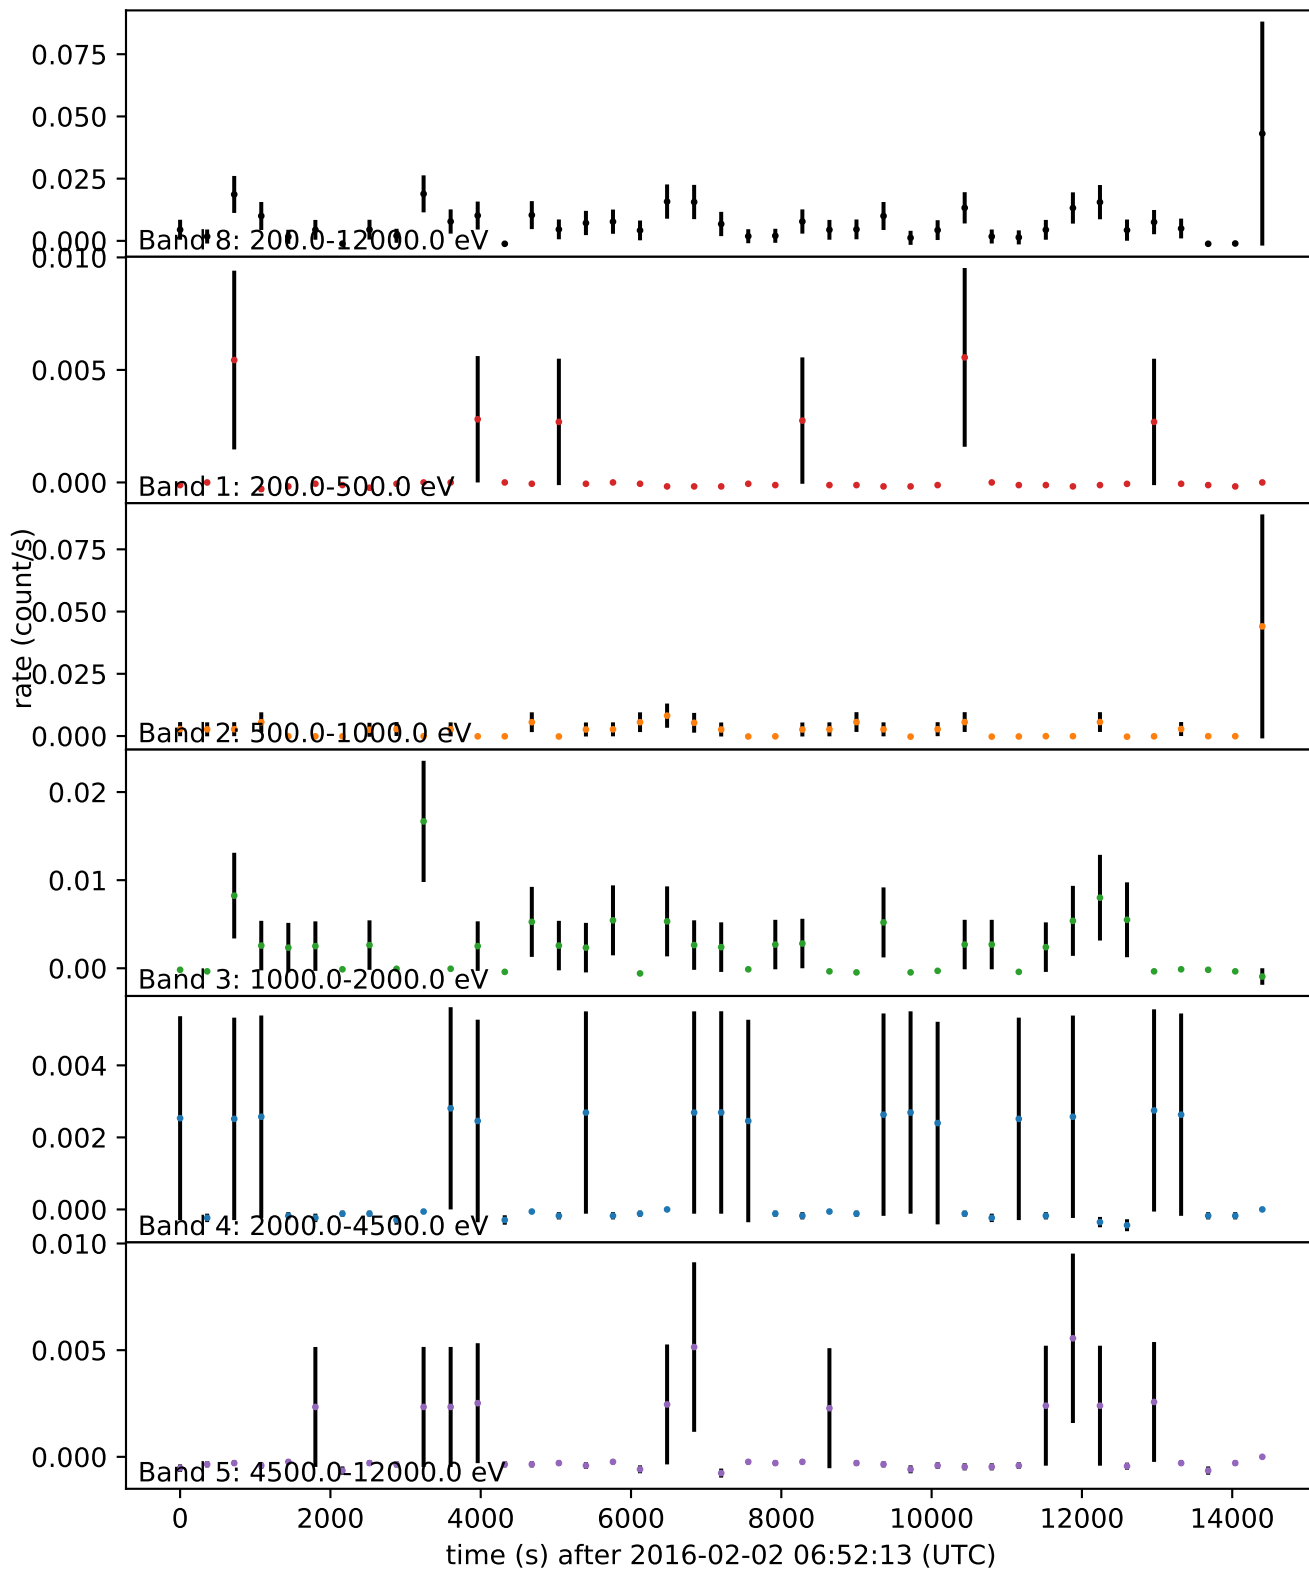 0.075
0.050
0.025
0.000
Band 8: 200.0-12000.0 eV
0.010
0.005
0.000
Band 1: 200.0-500.0 eV
rate (count/s)
0.075
0.050
0.025
0.000
Band 2: 500.0-1000.0 eV
0.02
0.01
0.00
Band 3: 1000.0-2000.0 eV
0.004
0.002
0.000
Band 4: 2000.0-4500.0 eV
0.010
0.005
0.000
Band 5: 4500.0-12000.0 eV
0 2000 4000 6000 8000 10000 12000 14000
time (s) after 2016-02-02 06:52:13 (UTC)